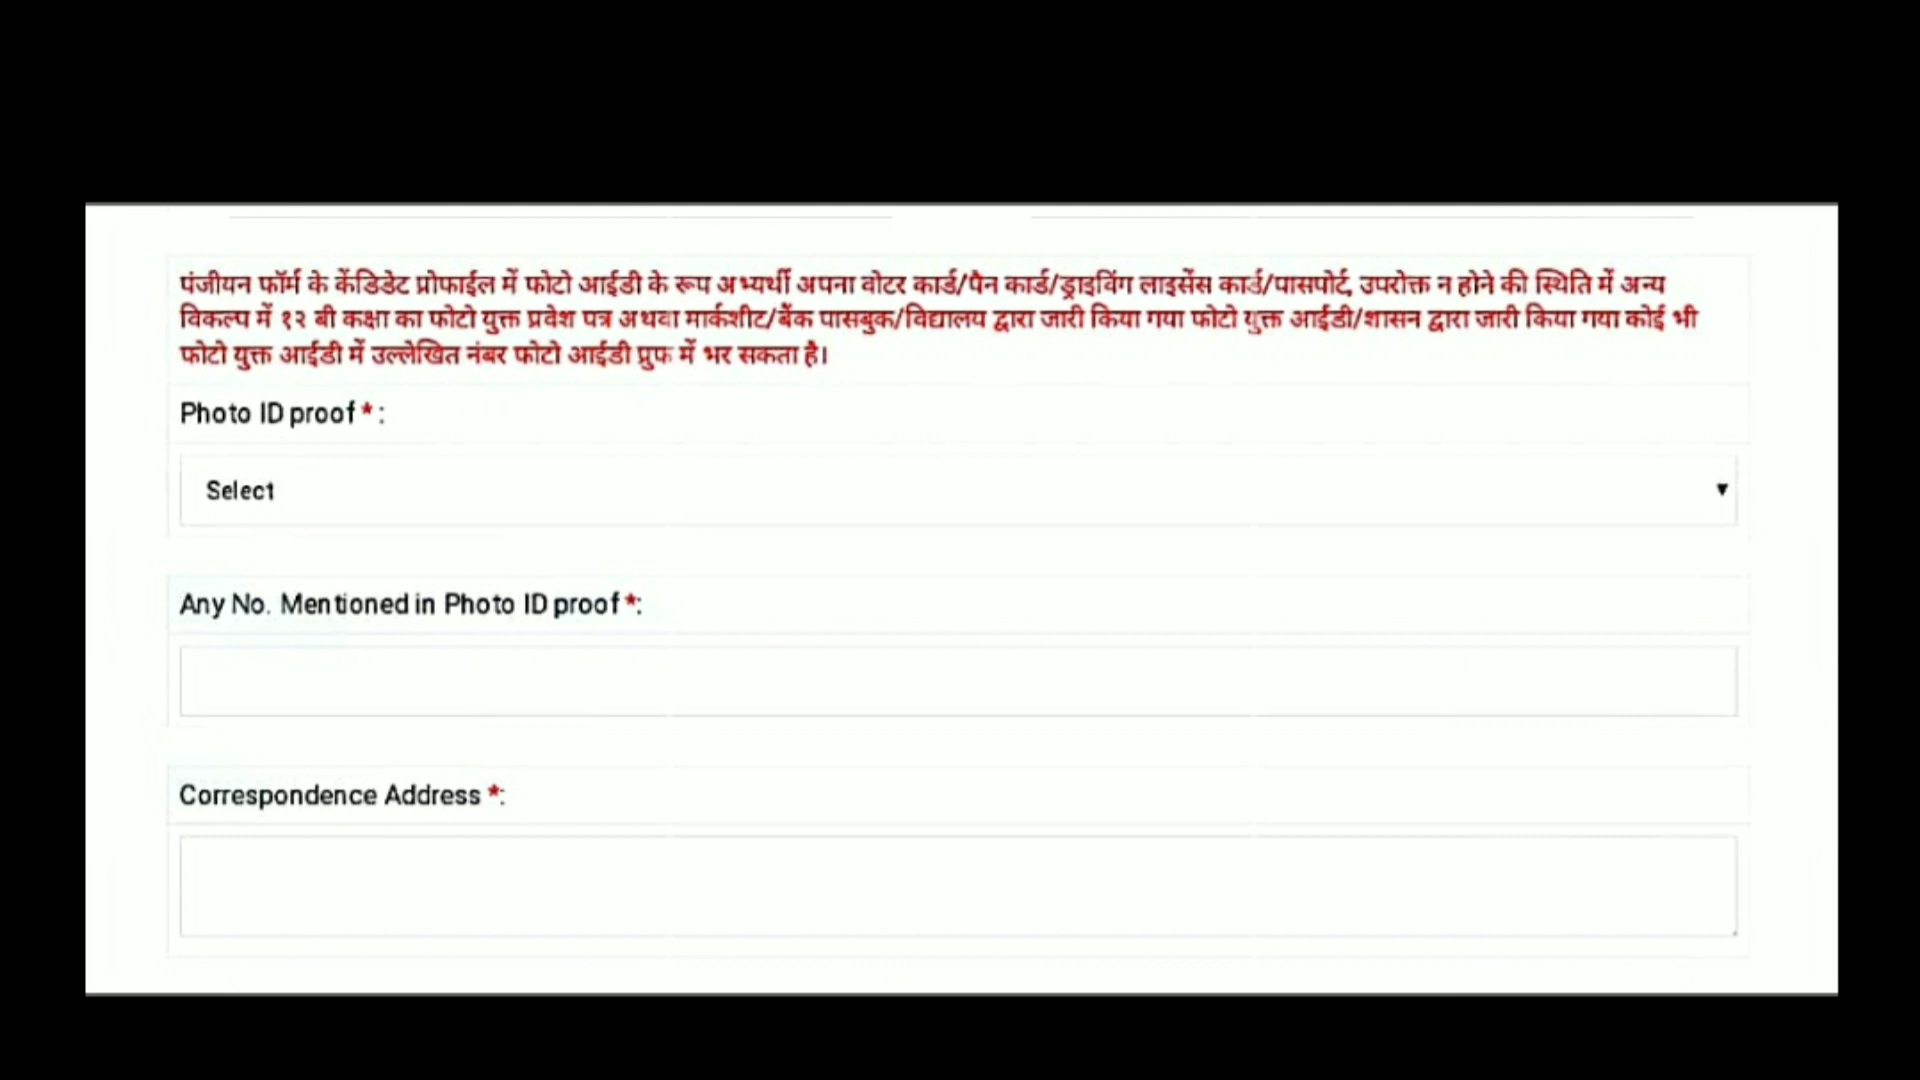 पंजीयन फॉर्म के केंडिडेट प्रोफाईल में फोटो आईडी के रूप अभ्यर्थी अपना वोटर कार्ड/पैन कार्ड/ड्राइविंग लाइसेंस कार्ड/पासपोर्ट, उपरोक्त न होने की स्थिति में अन्य
विकल्प में १२ बी कक्षा का फोटो युक्त प्रवेश पत्र अथवा मार्कशीट/बैंक पासबुक/विद्यालय द्वारा जारी किया गया फोटो युक्त आईडी/शासन द्वारा जारी किया गया कोई भी
फोटो युक्त आईडी में उल्लेखित नंबर फोटो आईडी प्रुफ में भर सकता है।
Photo ID proof * :
Select
Any No. Mentioned in Photo ID proof *:
Correspondence Address *: